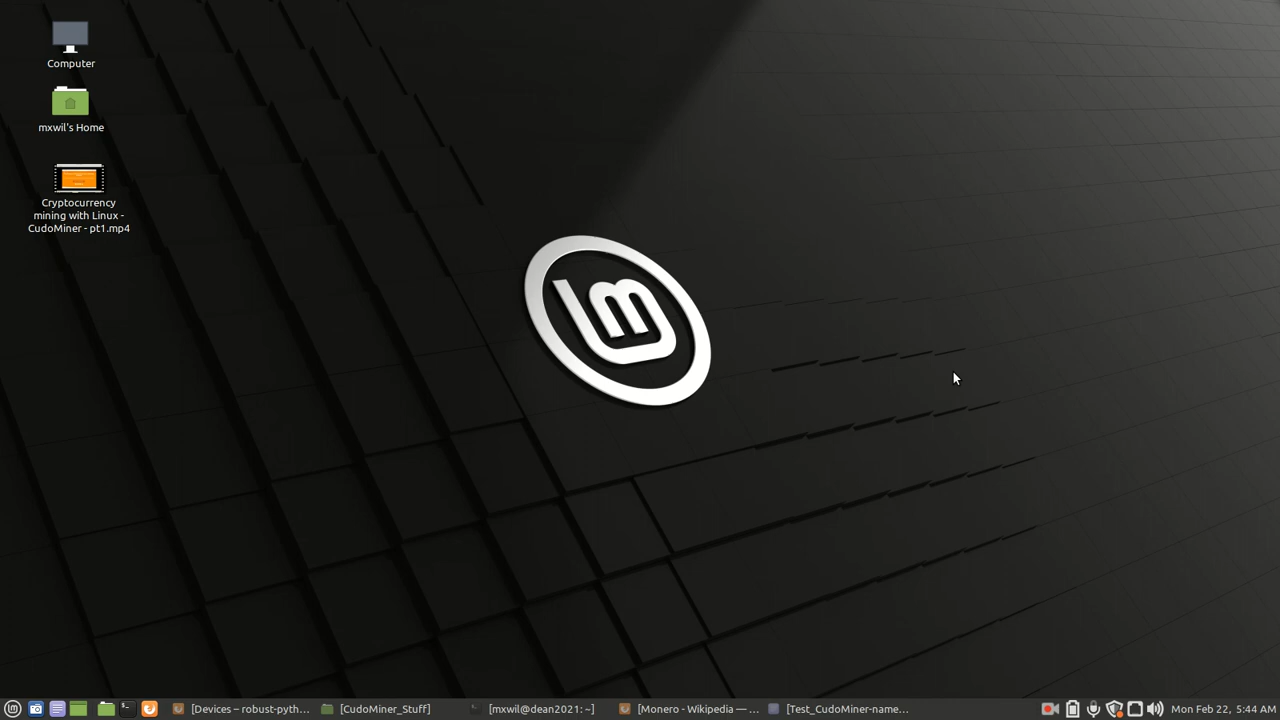 Computer
mxwil's Home
Cryptocurrency
mining with Linux -
CudoMiner - pt1.mp4
lm
[Devices – robust-pyth...
[CudoMiner_Stuff]
[mxwil@dean2021: ~]
[Monero - Wikipedia — ...
[Test_CudoMiner-name...
Mon Feb 22, 5:44 AM